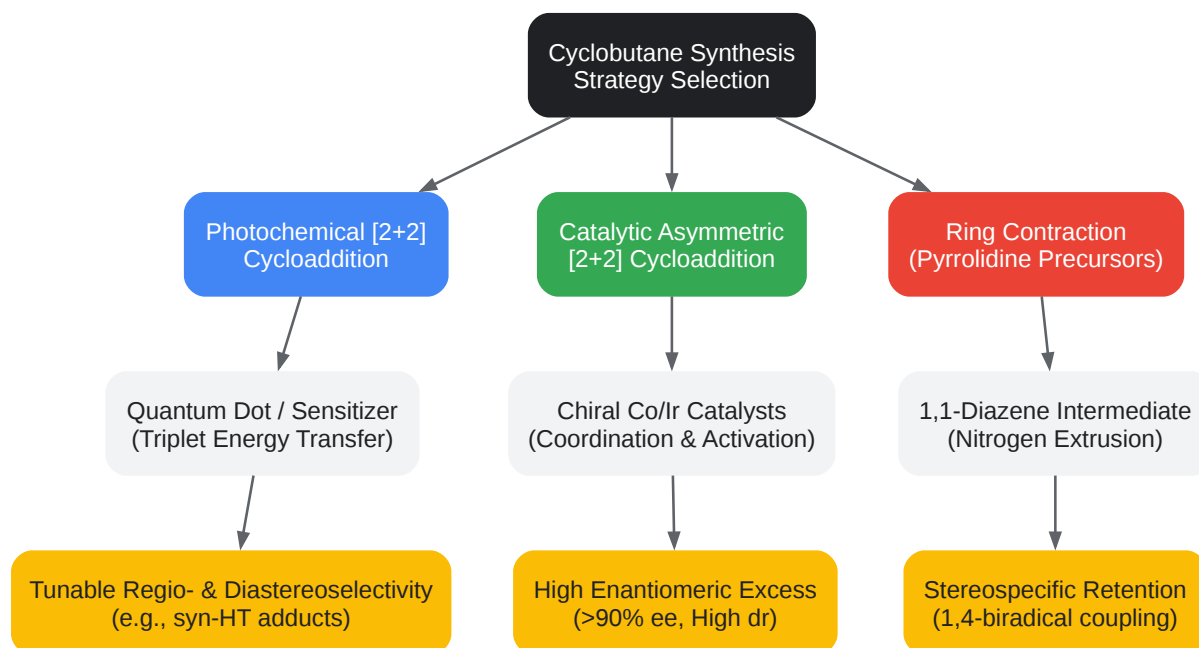 Cyclobutane Synthesis
Strategy Selection
Photochemical [2+2]
Cycloaddition
Catalytic Asymmetric
[2+2] Cycloaddition
Ring Contraction
(Pyrrolidine Precursors)
Quantum Dot / Sensitizer
(Triplet Energy Transfer)
Chiral Co/Ir Catalysts
(Coordination & Activation)
1,1-Diazene Intermediate
(Nitrogen Extrusion)
Tunable Regio- & Diastereoselectivity
(e.g., syn-HT adducts)
High Enantiomeric Excess
(>90% ee, High dr)
Stereospecific Retention
(1,4-biradical coupling)